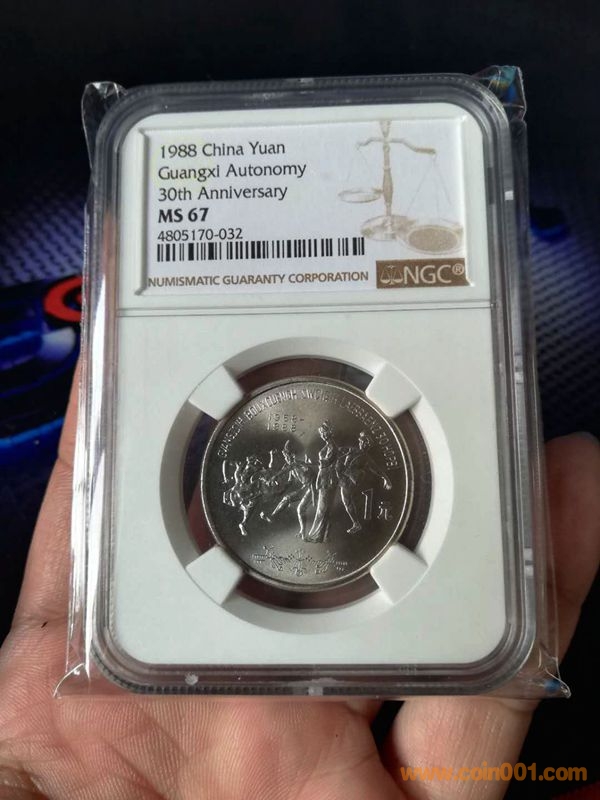 1988 China Yuan
Guangxi Autonomy
30th Anniversary
MS 67
4805170-032
NUMISMATIC GUARANTY CORPORATION
NGC®
1958-
1988
1元
www.coin001.com